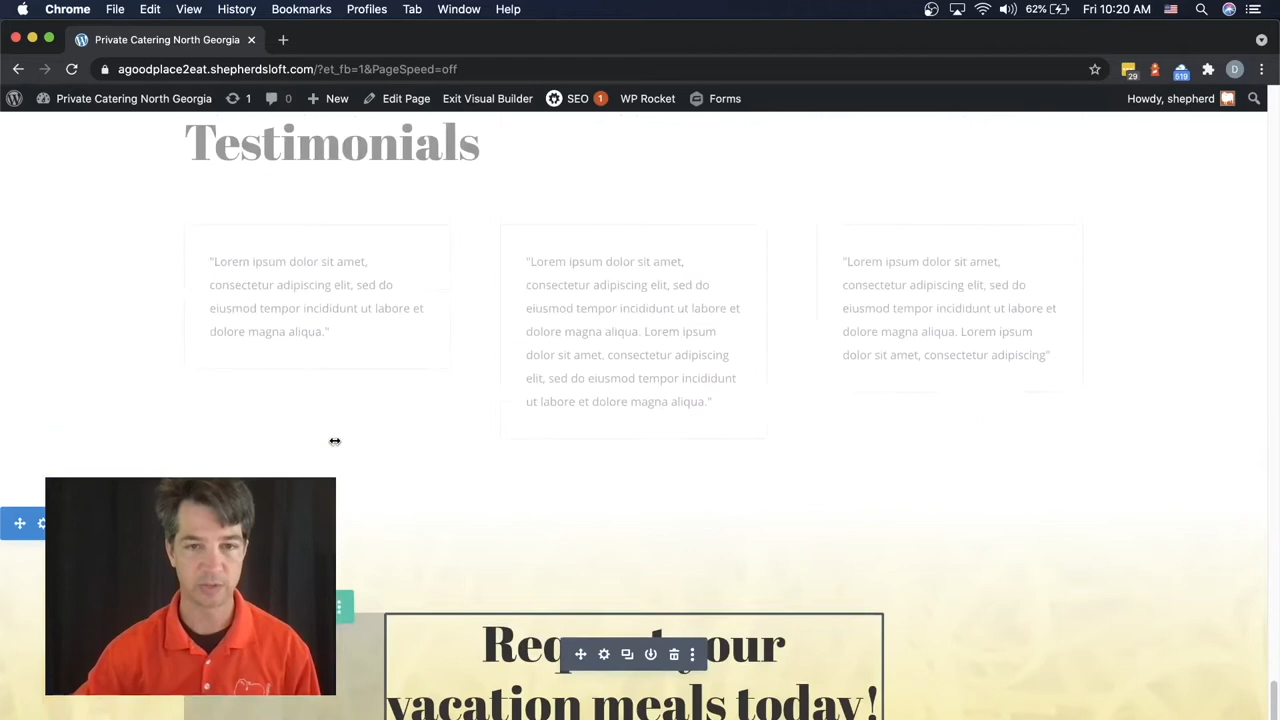 Chrome File Edit View History Bookmarks Profiles Tab Window Help 62% Fri 10:20 AM
Private Catering North Georgia
agoodplace2eat.shepherdsloft.com/?et_fb=1&PageSpeed=off 29 619 D
Private Catering North Georgia 1 0 New Edit Page Exit Visual Builder SEO 1 WP Rocket Forms Howdy, shepherd
Testimonials
"Lorem ipsum dolor sit amet,
consectetur adipiscing elit, sed do
eiusmod tempor incididunt ut labore et
dolore magna aliqua."
"Lorem ipsum dolor sit amet,
consectetur adipiscing elit, sed do
eiusmod tempor incididunt ut labore et
dolore magna aliqua. Lorem ipsum
dolor sit amet, consectetur adipiscing
elit, sed do eiusmod tempor incididunt
ut labore et dolore magna aliqua."
"Lorem ipsum dolor sit amet,
consectetur adipiscing elit, sed do
eiusmod tempor incididunt ut labore et
dolore magna aliqua. Lorem ipsum
dolor sit amet, consectetur adipiscing"
Request your
vacation meals today!